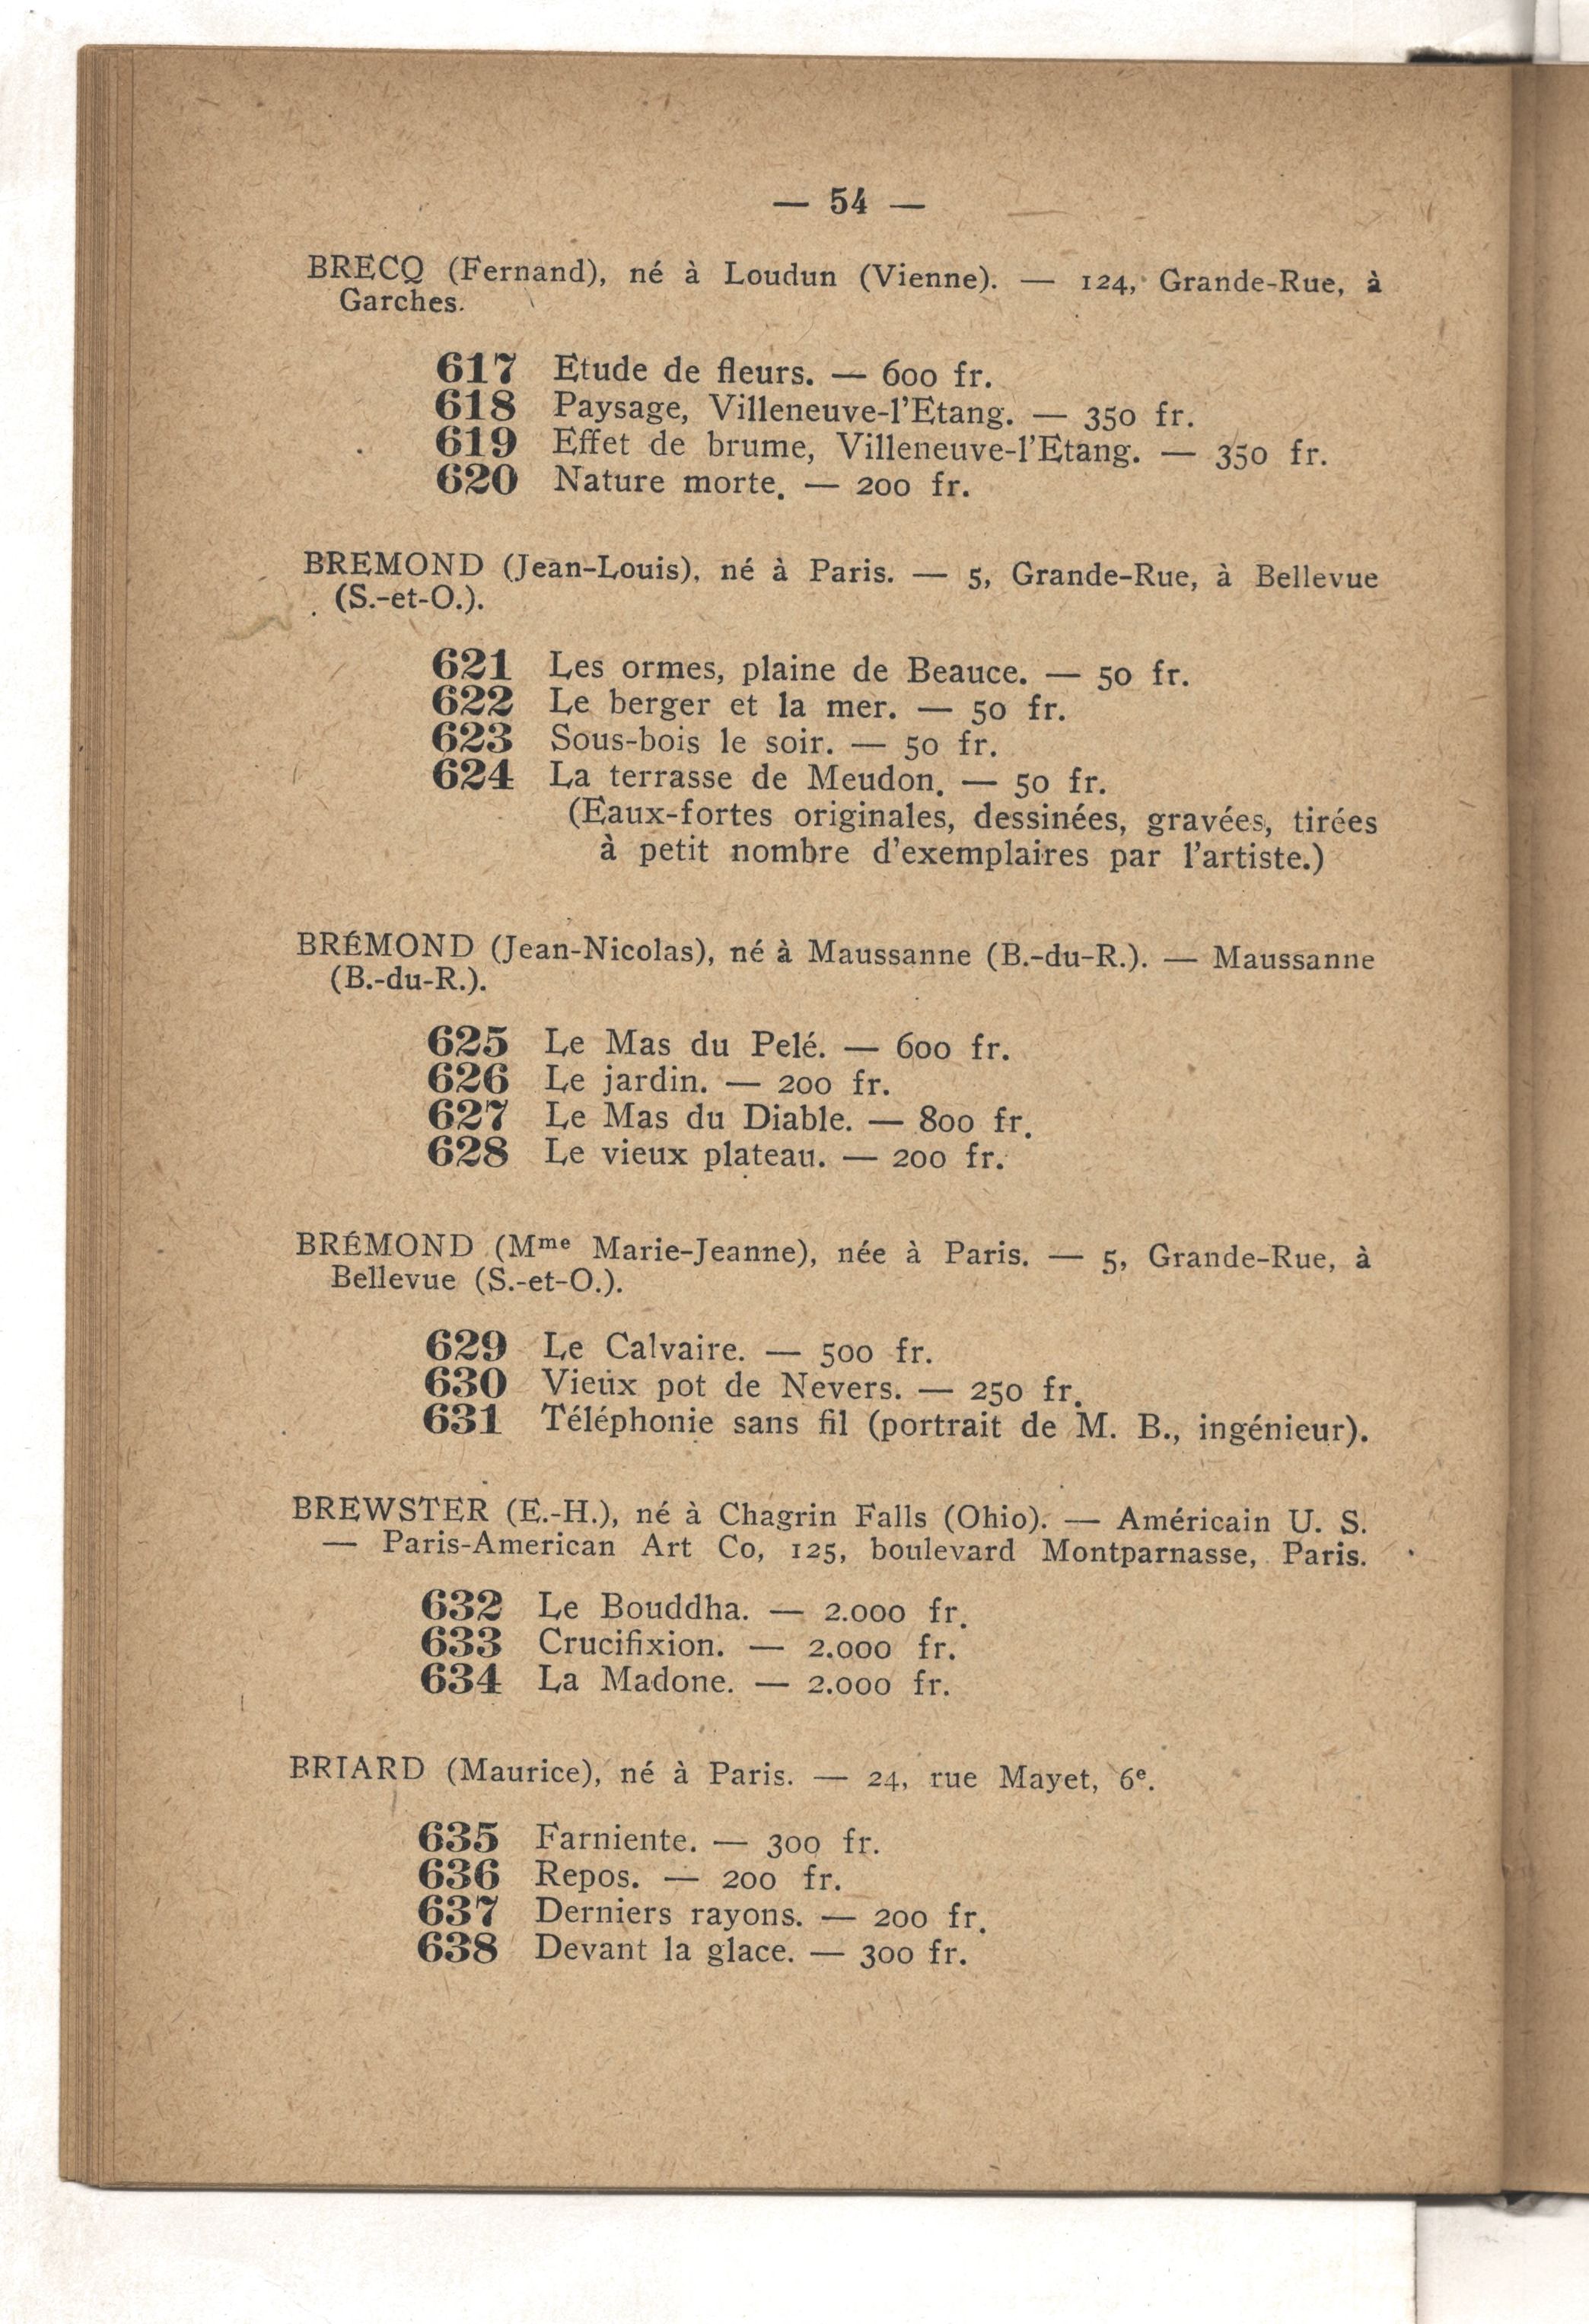 — 54 —
BRECQ (Fernand), né à Loudun (Vienne). — 124, Grande-Rue, à
Garches.
617 Etude de fleurs. — 600 fr.
618 Paysage, Villeneuve-l'Etang. — 350 fr.
619 Effet de brume, Villeneuve-l'Etang. — 350 fr.
620 Nature morte. — 200 fr.
BREMOND (Jean-Louis), né à Paris. — 5, Grande-Rue, à Bellevue
(S.-et-O.).
621 Les ormes, plaine de Beauce. — 50 fr.
622 Le berger et la mer. — 50 fr.
623 Sous-bois le soir. — 50 fr.
624 La terrasse de Meudon. — 50 fr.
(Eaux-fortes originales, dessinées, gravées, tirées
à petit nombre d'exemplaires par l'artiste.)
BRÉMOND (Jean-Nicolas), né à Maussanne (B.-du-R.). — Maussanne
(B.-du-R.).
625 Le Mas du Pelé. — 600 fr.
626 Le jardin. — 200 fr.
627 Le Mas du Diable. — 800 fr.
628 Le vieux plateau. — 200 fr.
BRÉMOND (Mme Marie-Jeanne), née à Paris. — 5, Grande-Rue, à
Bellevue (S.-et-O.).
629 Le Calvaire. — 500 fr.
630 Vieux pot de Nevers. — 250 fr.
631 Téléphonie sans fil (portrait de M. B., ingénieur).
BREWSTER (E.-H.), né à Chagrin Falls (Ohio). — Américain U. S.
— Paris-American Art Co, 125, boulevard Montparnasse, Paris.
632 Le Bouddha. — 2.000 fr.
633 Crucifixion. — 2.000 fr.
634 La Madone. — 2.000 fr.
BRIARD (Maurice), né à Paris. — 24, rue Mayet, 6e.
635 Farniente. — 300 fr.
636 Repos. — 200 fr.
637 Derniers rayons. — 200 fr.
638 Devant la glace. — 300 fr.